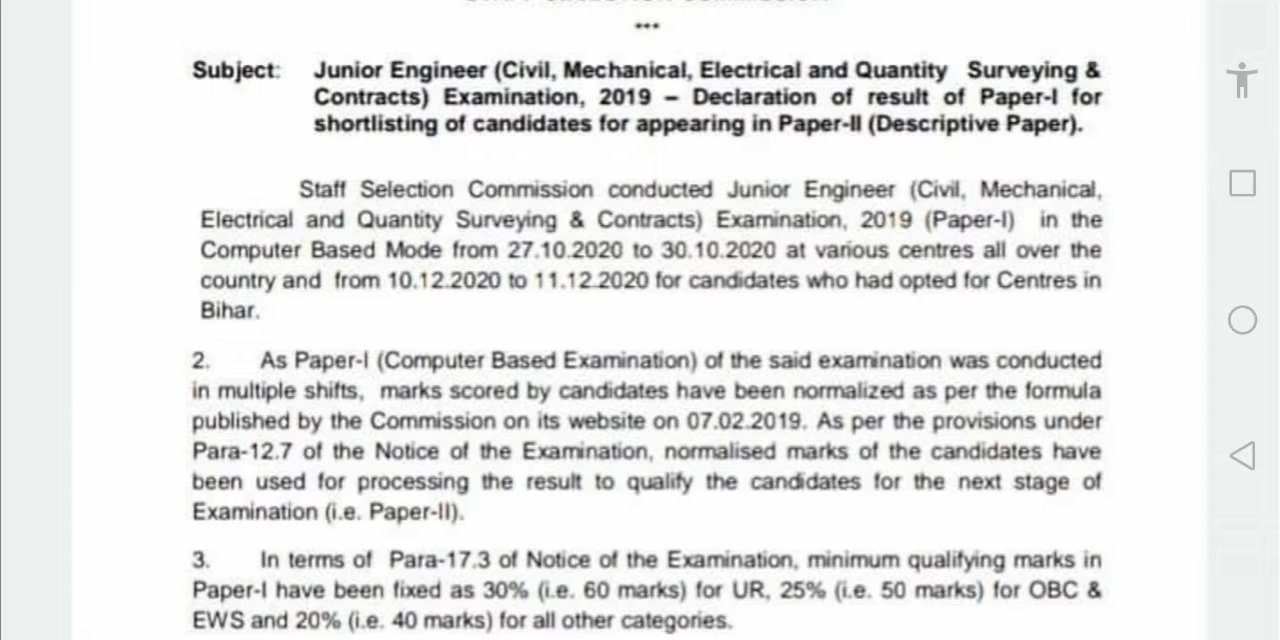 ***
Subject: Junior Engineer (Civil, Mechanical, Electrical and Quantity Surveying &
Contracts) Examination, 2019 – Declaration of result of Paper-I for
shortlisting of candidates for appearing in Paper-II (Descriptive Paper).
Staff Selection Commission conducted Junior Engineer (Civil, Mechanical,
Electrical and Quantity Surveying & Contracts) Examination, 2019 (Paper-I) in the
Computer Based Mode from 27.10.2020 to 30.10.2020 at various centres all over the
country and from 10.12.2020 to 11.12.2020 for candidates who had opted for Centres in
Bihar.
2. As Paper-I (Computer Based Examination) of the said examination was conducted
in multiple shifts, marks scored by candidates have been normalized as per the formula
published by the Commission on its website on 07.02.2019. As per the provisions under
Para-12.7 of the Notice of the Examination, normalised marks of the candidates have
been used for processing the result to qualify the candidates for the next stage of
Examination (i.e. Paper-II).
3. In terms of Para-17.3 of Notice of the Examination, minimum qualifying marks in
Paper-I have been fixed as 30% (i.e. 60 marks) for UR, 25% (i.e. 50 marks) for OBC &
EWS and 20% (i.e. 40 marks) for all other categories.